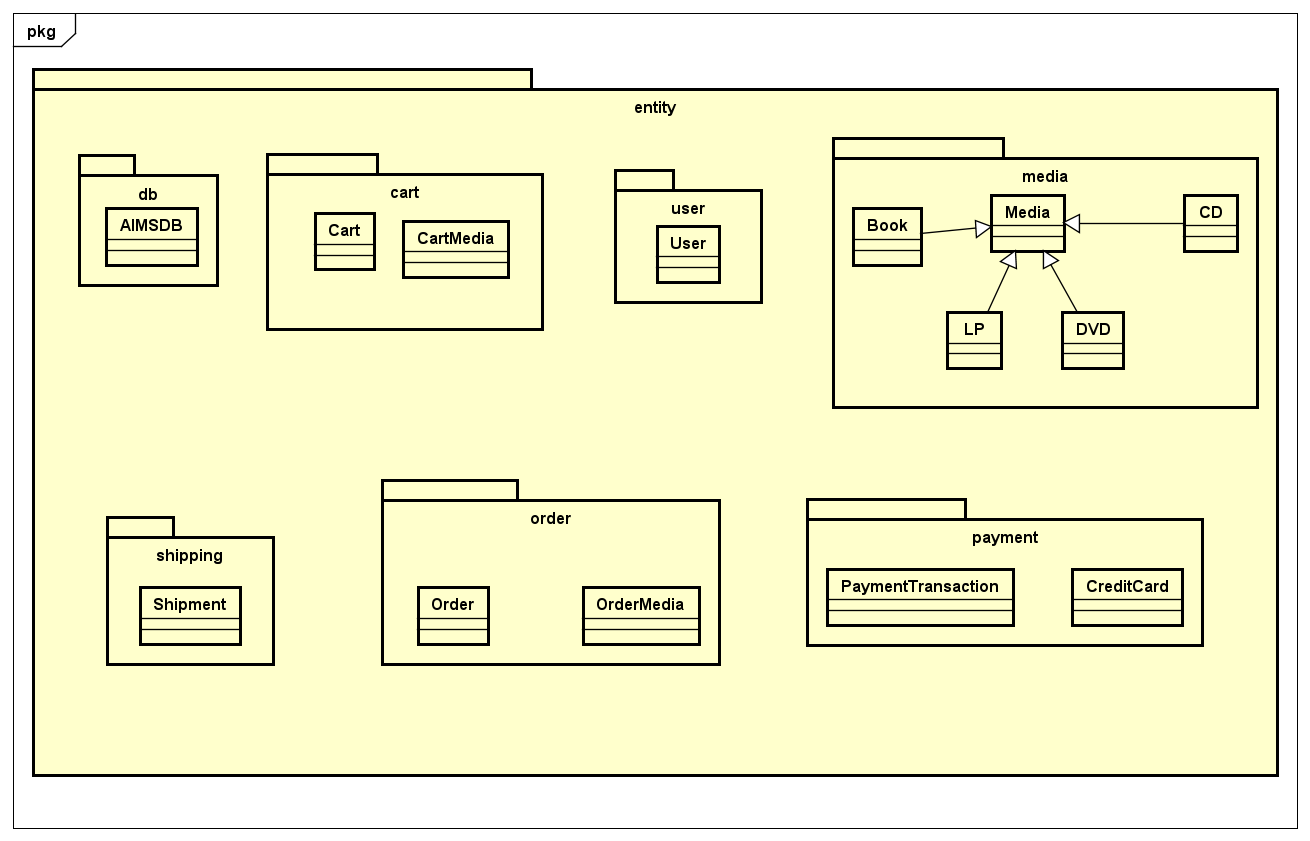 pkg
entity
db
AIMSDB
cart
Cart
CartMedia
user
User
media
Book
Media
CD
LP
DVD
shipping
Shipment
order
Order
OrderMedia
payment
PaymentTransaction
CreditCard